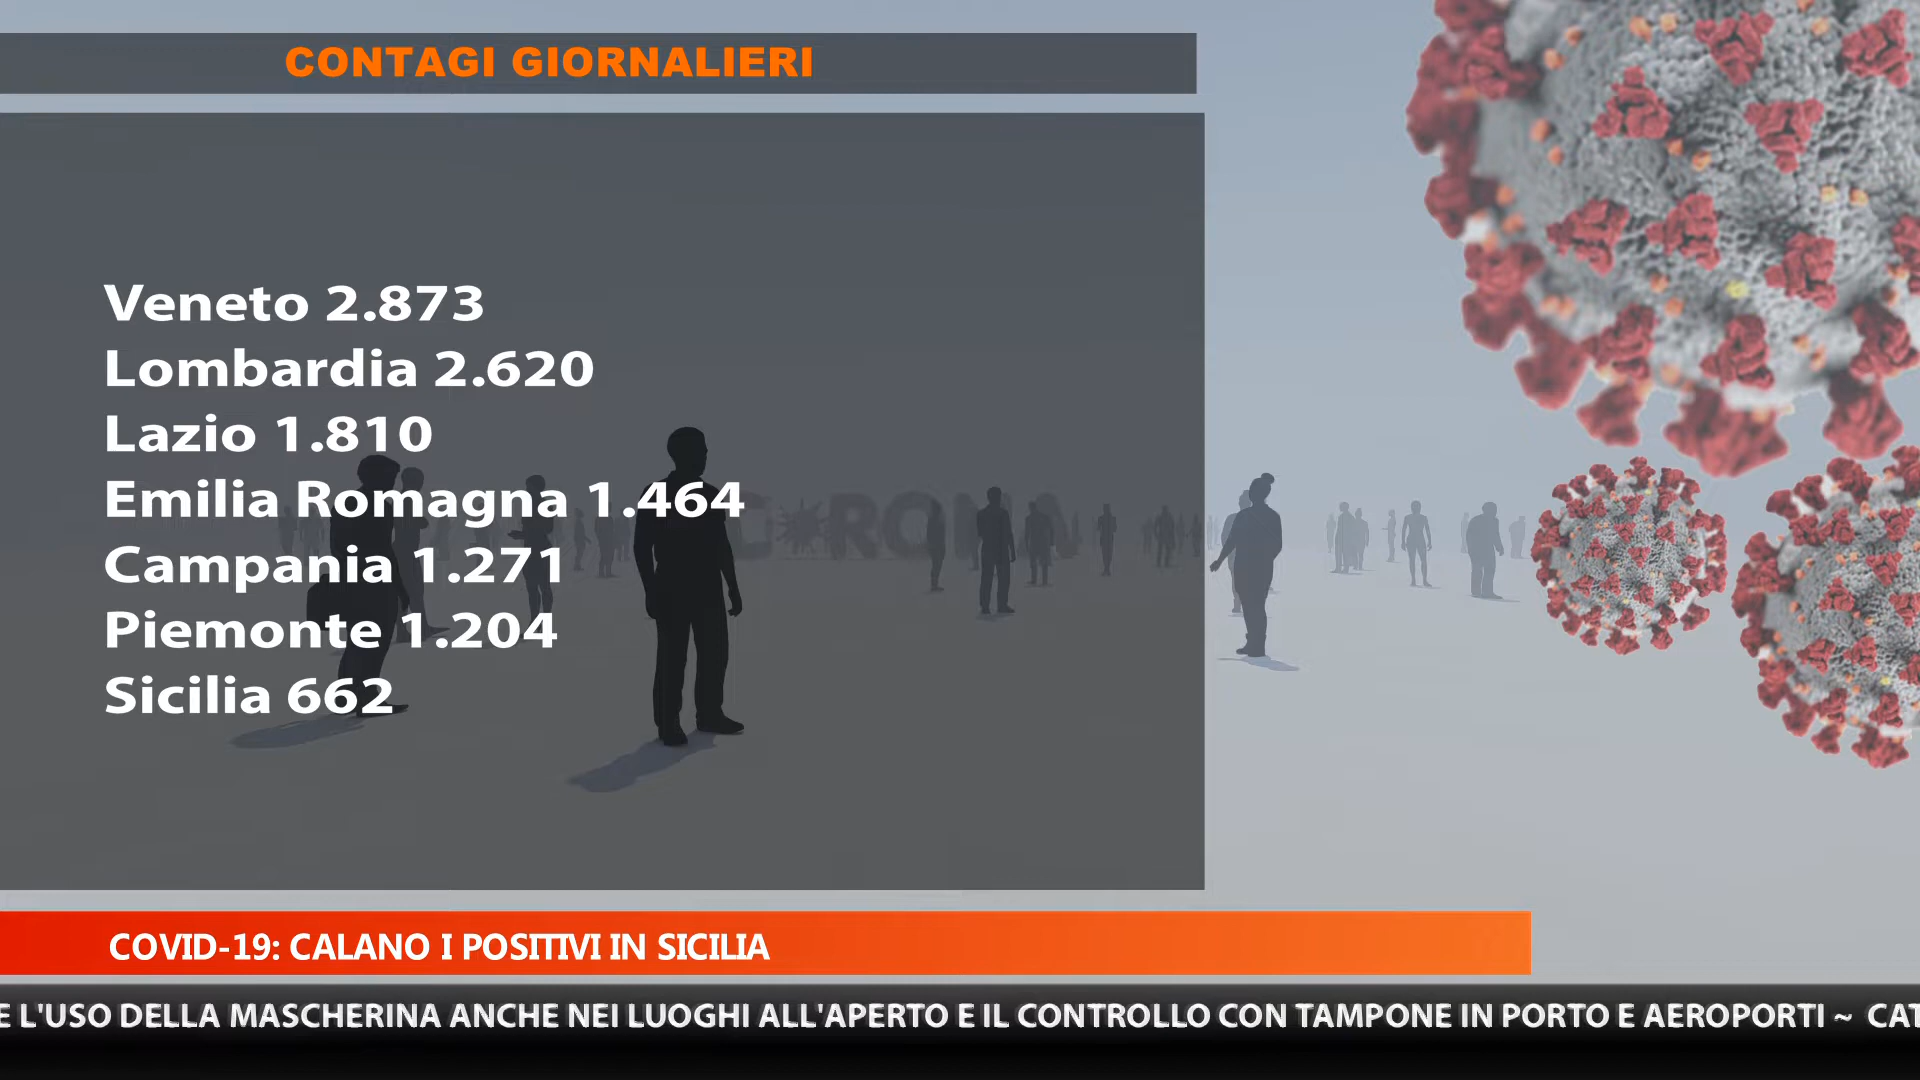 CONTAGI GIORNALIERI
Veneto 2.873
Lombardia 2.620
Lazio 1.810
Emilia Romagna 1.464
Campania 1.271
Piemonte 1.204
Sicilia 662
COVID-19: CALANO I POSITIVI IN SICILIA
E L'USO DELLA MASCHERINA ANCHE NEI LUOGHI ALL'APERTO E IL CONTROLLO CON TAMPONE IN PORTO E AEROPORTI ~ CAT